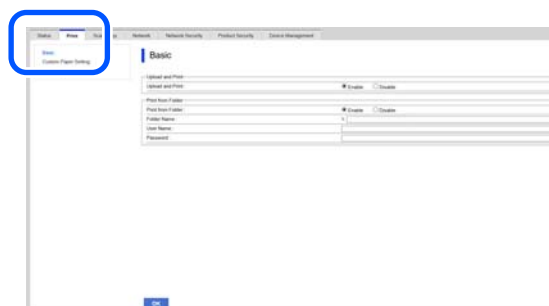 Status Print Network Network Security Product Security Device Management
Basic
Custom Paper Setting
Basic
Upload and Print
Upload and Print : Enable Disable
Print from Folder
Print from Folder : Enable Disable
Folder Name : \
User Name :
Password :
OK